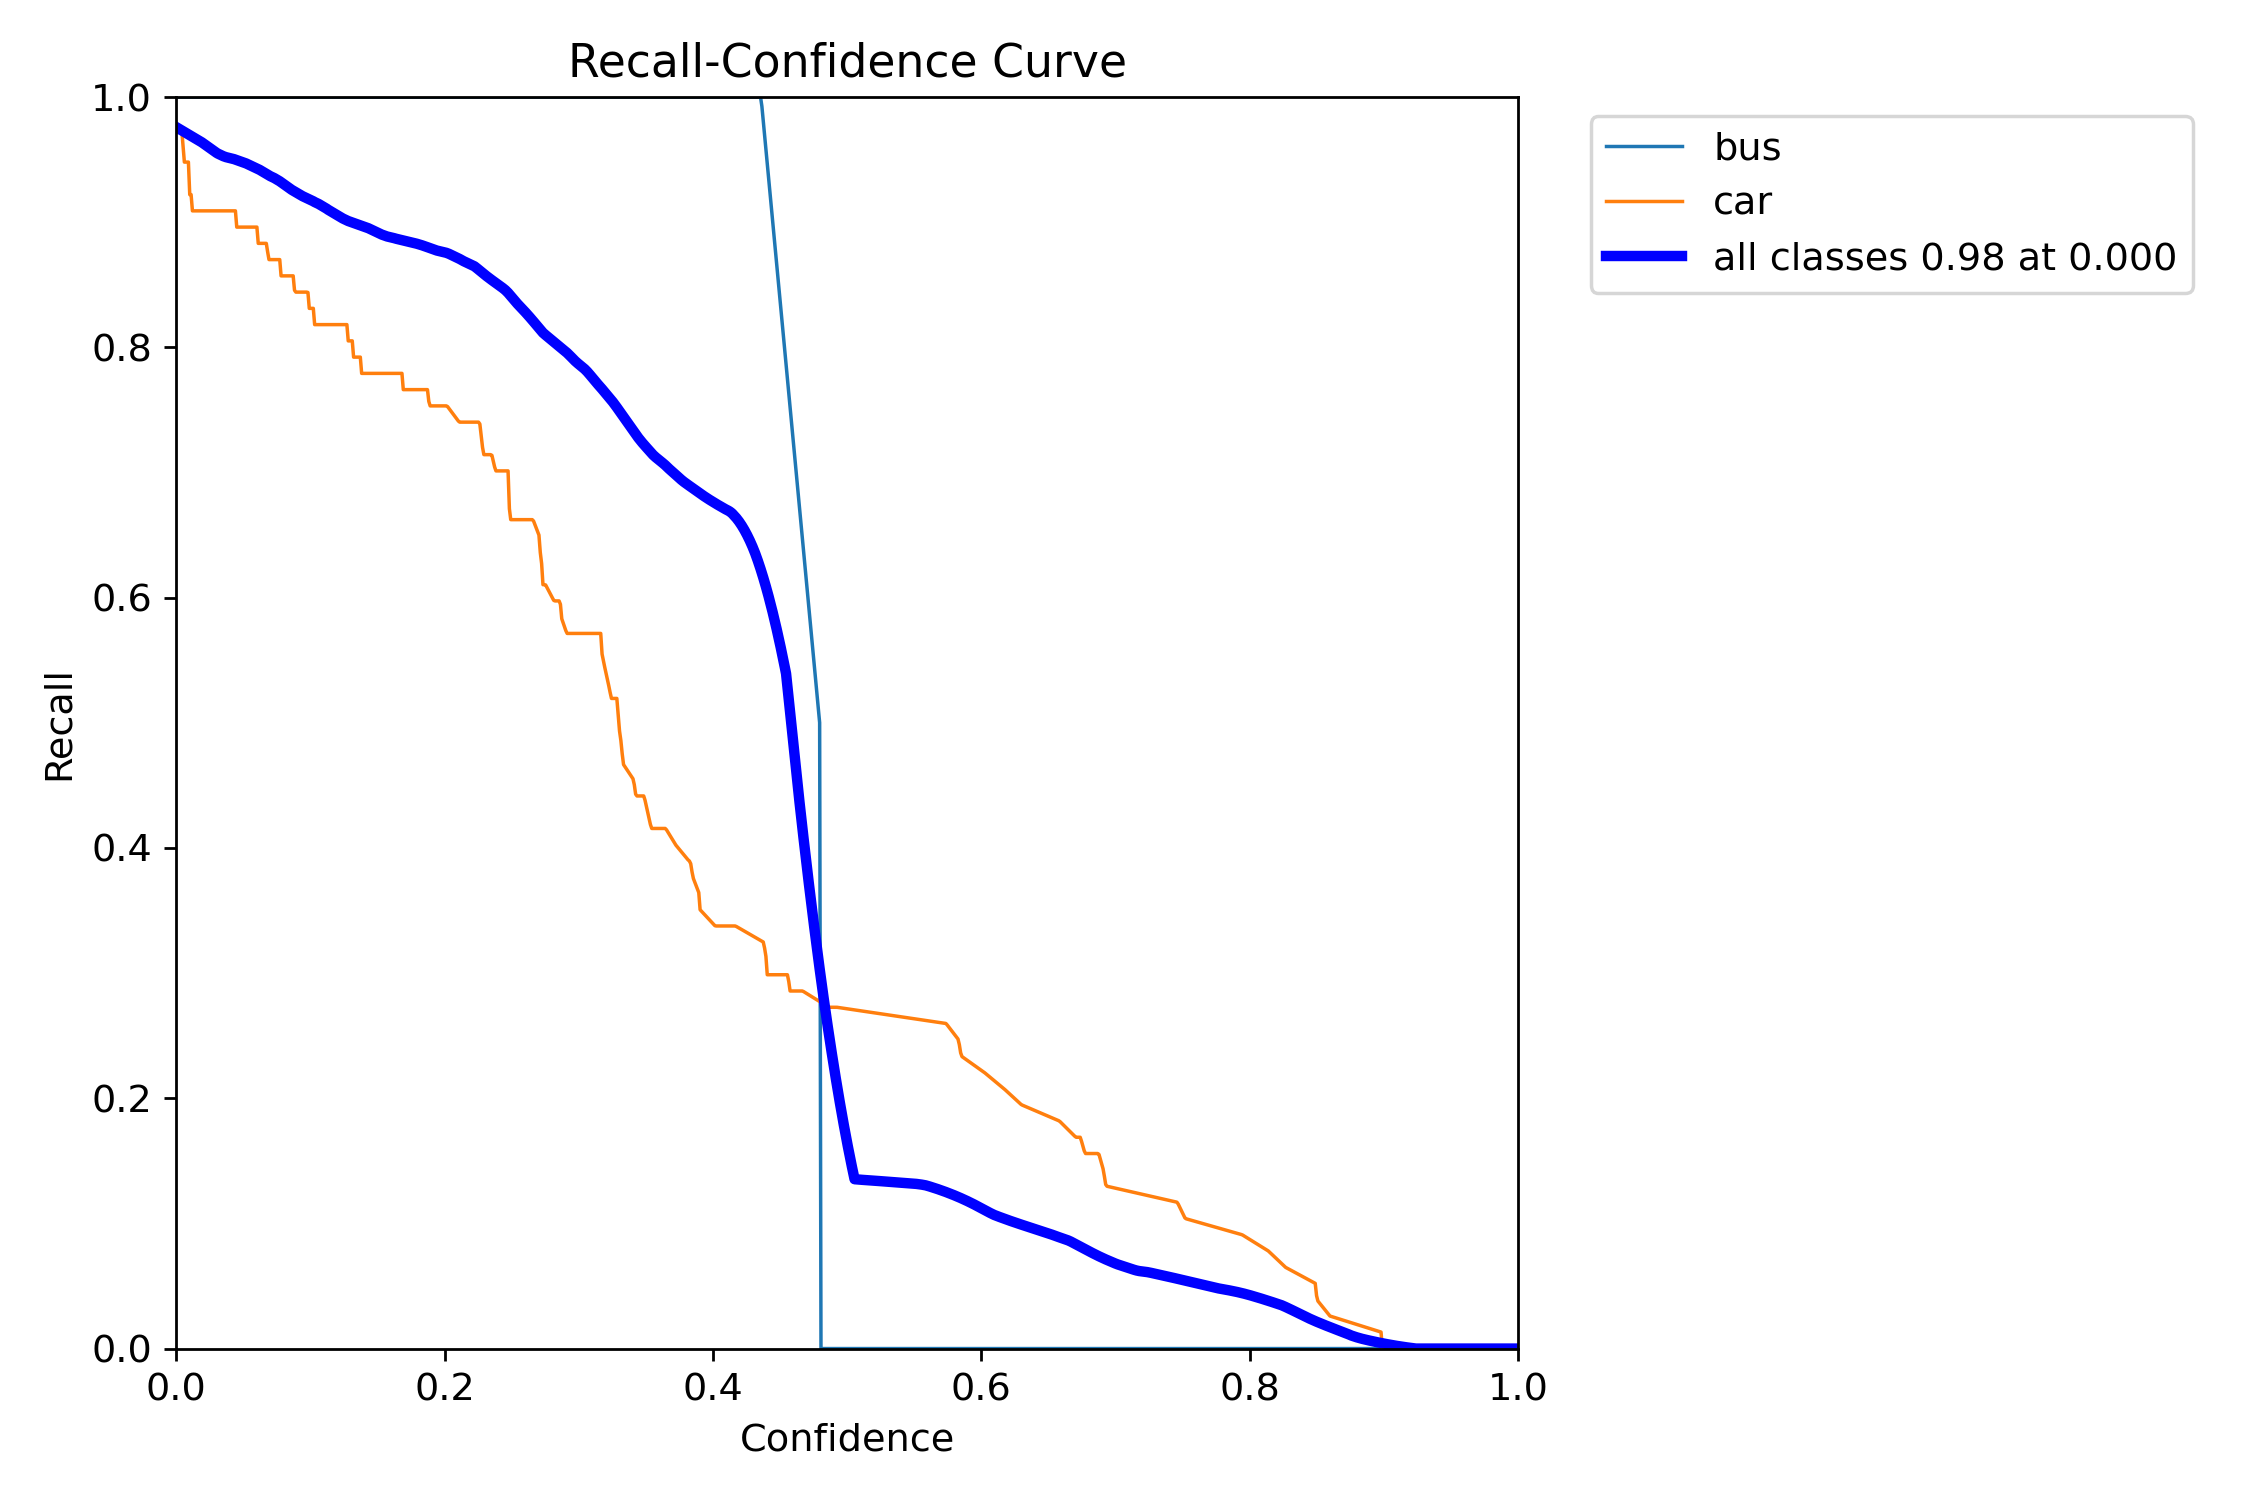 Recall-Confidence Curve
1.0
0.8
0.6
0.4
0.2
0.0
Recall
0.0 0.2 0.4 0.6 0.8 1.0
Confidence
bus
car
all classes 0.98 at 0.000